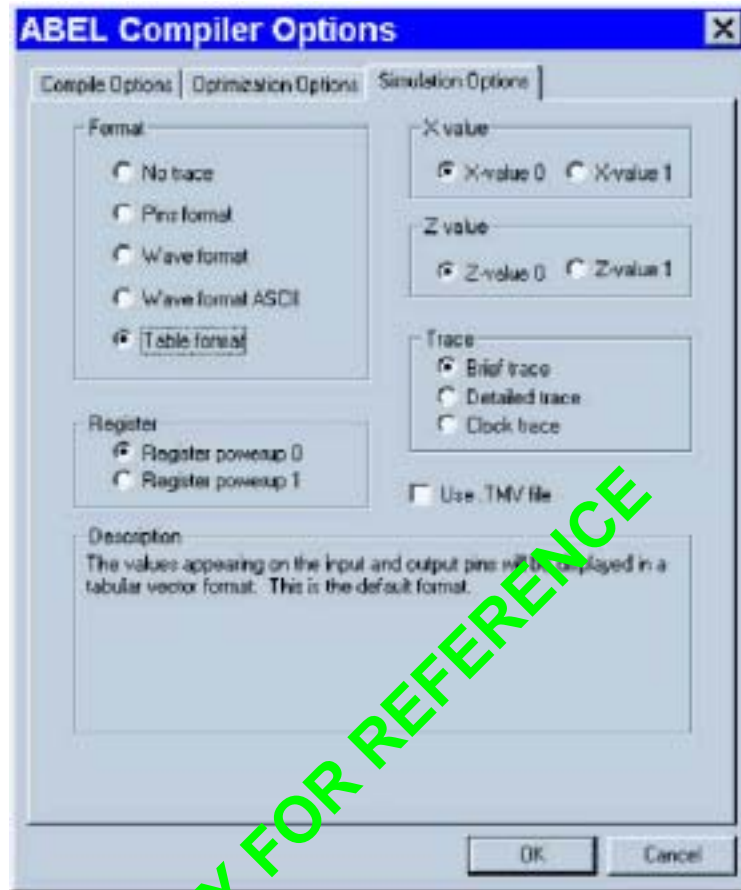 ABEL Compiler Options
Compile Options
Optimization Options
Simulation Options
Format
No trace
Pins format
Wave format
Wave format ASCII
Table format
X value
X-value 0
X-value 1
Z value
Z-value 0
Z-value 1
Trace
Brief trace
Detailed trace
Clock trace
Register
Register powerup 0
Register powerup 1
Use .TMV file
Description
The values appearing on the input and output pins will be displayed in a
tabular vector format. This is the default format.
OK
Cancel
Y FOR REFERENCE